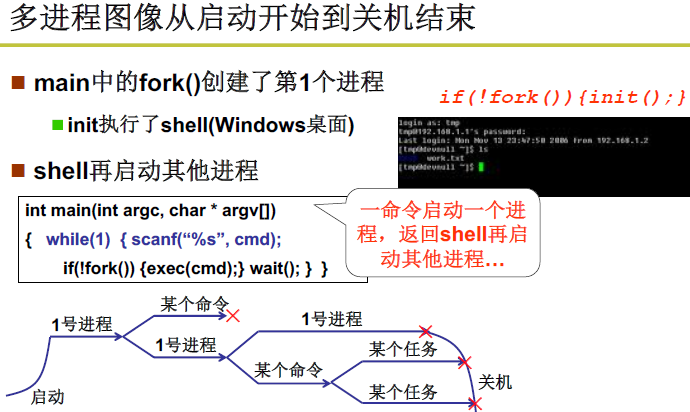 多进程图像从启动开始到关机结束
main中的fork()创建了第1个进程
if(!fork()){init();}
init执行了shell(Windows桌面)
login as: tmp
tmp@192.168.1.1's password:
Last login: Mon Nov 13 23:47:50 2006 from 192.168.1.2
[tmp@devnull ~]$ ls
work.txt
[tmp@devnull ~]$
shell再启动其他进程
int main(int argc, char * argv[])
{ while(1) { scanf(“%s”, cmd);
if(!fork()) {exec(cmd);} wait(); } }
一命令启动一个进
程，返回shell再启
动其他进程…
某个命令
1号进程
1号进程
1号进程
某个命令
某个任务
某个任务
启动
关机